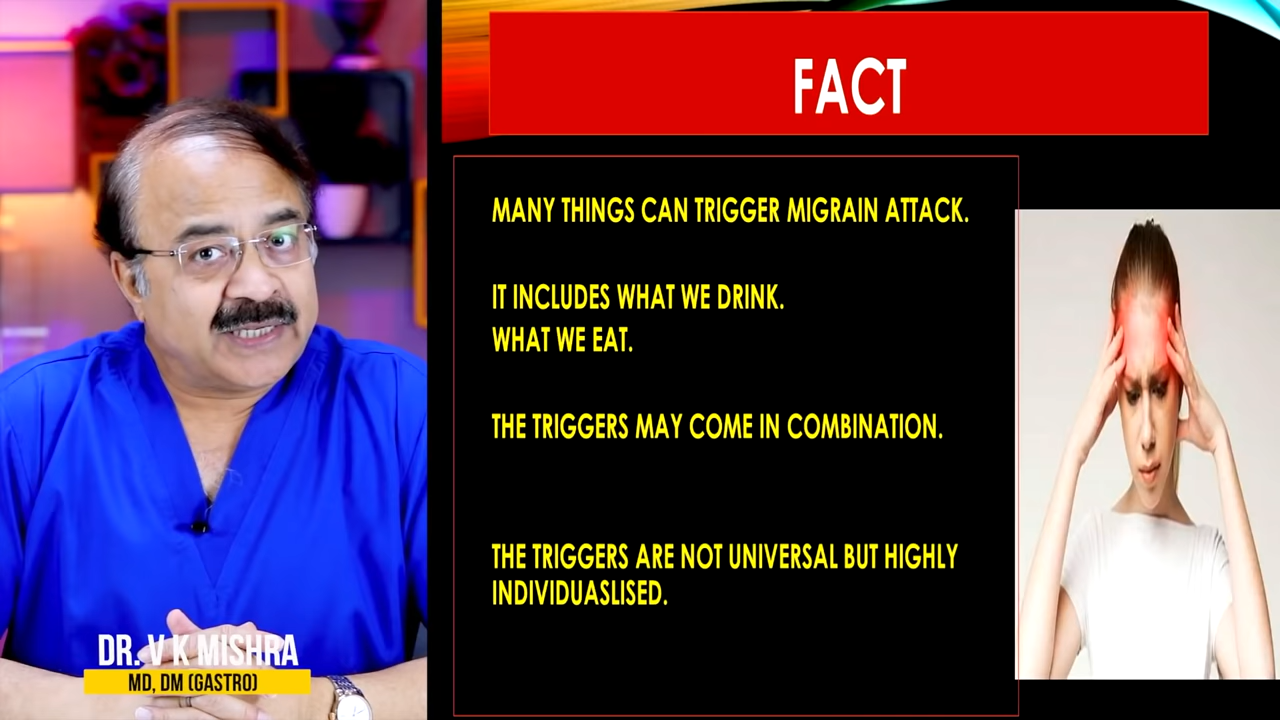 FACT
MANY THINGS CAN TRIGGER MIGRAIN ATTACK.
IT INCLUDES WHAT WE DRINK.
WHAT WE EAT.
THE TRIGGERS MAY COME IN COMBINATION.
THE TRIGGERS ARE NOT UNIVERSAL BUT HIGHLY
INDIVIDUASLISED.
DR. V K MISHRA
MD, DM (GASTRO)